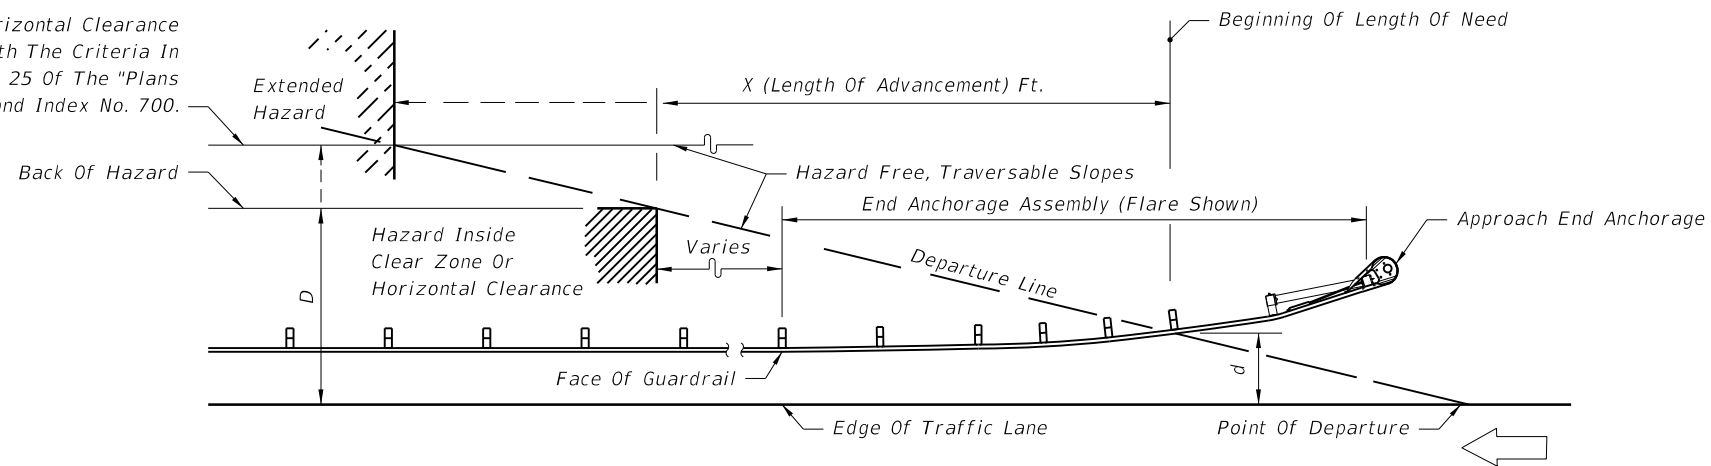 rizontal Clearance
th The Criteria In
25 Of The "Plans
and Index No. 700.
Back Of Hazard
Extended
Hazard
X (Length Of Advancement) Ft.
Beginning Of Length Of Need
Hazard Free, Traversable Slopes
End Anchorage Assembly (Flare Shown)
Approach End Anchorage
Hazard Inside
Clear Zone Or
Horizontal Clearance
Varies
Departure Line
D
d
Face Of Guardrail
Edge Of Traffic Lane
Point Of Departure